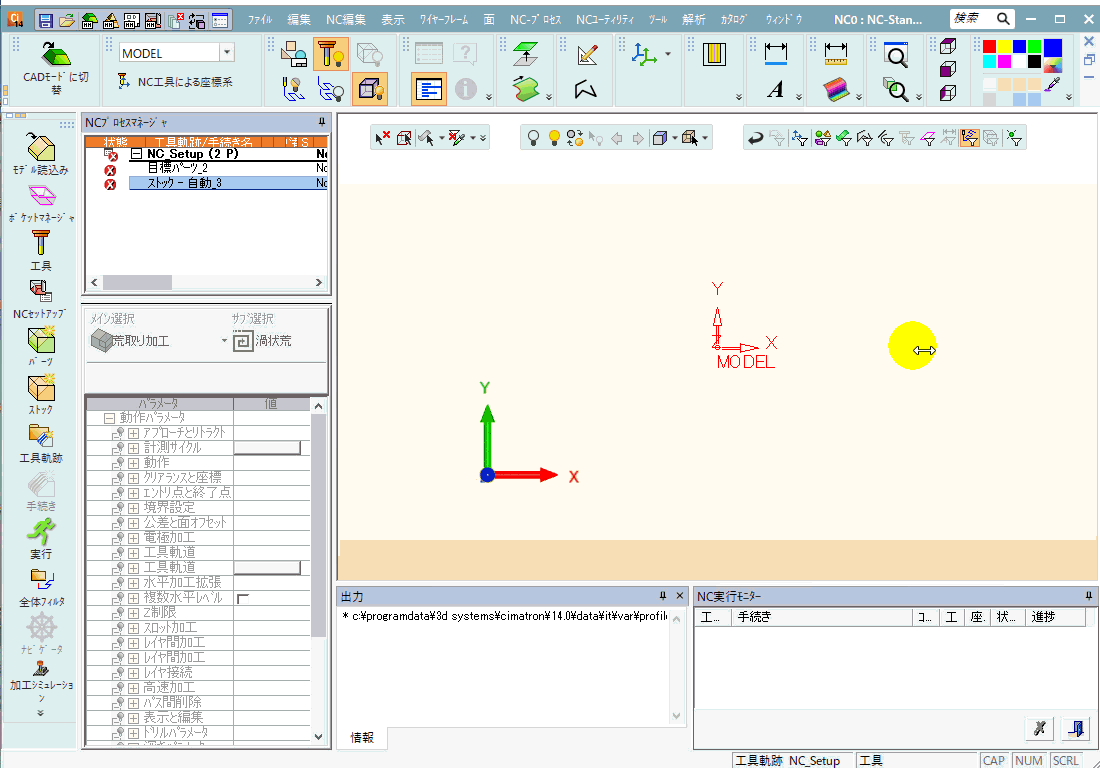 ﾌｧｲﾙ 編集 NC編集 表示 ﾜｲﾔｰﾌﾚｰﾑ 面 NC-ﾌﾟﾛｾｽ NCﾕｰﾃｨﾘﾃｨ ﾂｰﾙ 解析 ｶﾀﾛｸﾞ ｳｨﾝﾄﾞｳ NC0 : NC-Stan... 検索
CADﾓｰﾄﾞに切替
MODEL
NC工具による座標系
NCﾌﾟﾛｾｽﾏﾈｰｼﾞｬ
状態 工具軌跡/手続き名
NC_Setup (2 P)
目標ﾊﾟｰﾂ_2
ｽﾄｯｸ - 自動_3
ﾓﾃﾞﾙ読込み
ﾎﾟｹｯﾄﾏﾈｰｼﾞｬ
工具
NCｾｯﾄｱｯﾌﾟ
ﾊﾟｰﾂ
ｽﾄｯｸ
工具軌跡
手続き
実行
全体ﾌｨﾙﾀ
ﾅﾋﾞｹﾞｰﾀ
加工ｼﾐｭﾚｰｼｮﾝ
ﾒｲﾝ選択 ｻﾌﾞ選択
荒取り加工 渦状荒
ﾊﾟﾗﾒｰﾀ 値
動作ﾊﾟﾗﾒｰﾀ
ｱﾌﾟﾛｰﾁとﾘﾄﾗｸﾄ
計測ｻｲｸﾙ
動作
ｸﾘｱﾗﾝｽと座標
ｴﾝﾄﾘ点と終了点
境界設定
公差と面ｵﾌｾｯﾄ
電極加工
工具軌道
工具軌道
水平加工拡張
複数水平ﾚﾍﾞﾙ
Z制限
ｽﾛｯﾄ加工
ﾚｲﾔ間加工
ﾚｲﾔ間加工
ﾚｲﾔ接続
高速加工
ﾊﾟｽ間削除
表示と編集
ﾄﾞﾘﾙﾊﾟﾗﾒｰﾀ
Y
X
MODEL
Y
X
出力
* c:¥programdata¥3d systems¥cimatron¥14.0¥data¥it¥var¥profile
情報
NC実行ﾓﾆﾀｰ
工... 手続き コ... 工 座. 状... 進捗
工具軌跡 NC_Setup 工具 CAP NUM SCRL